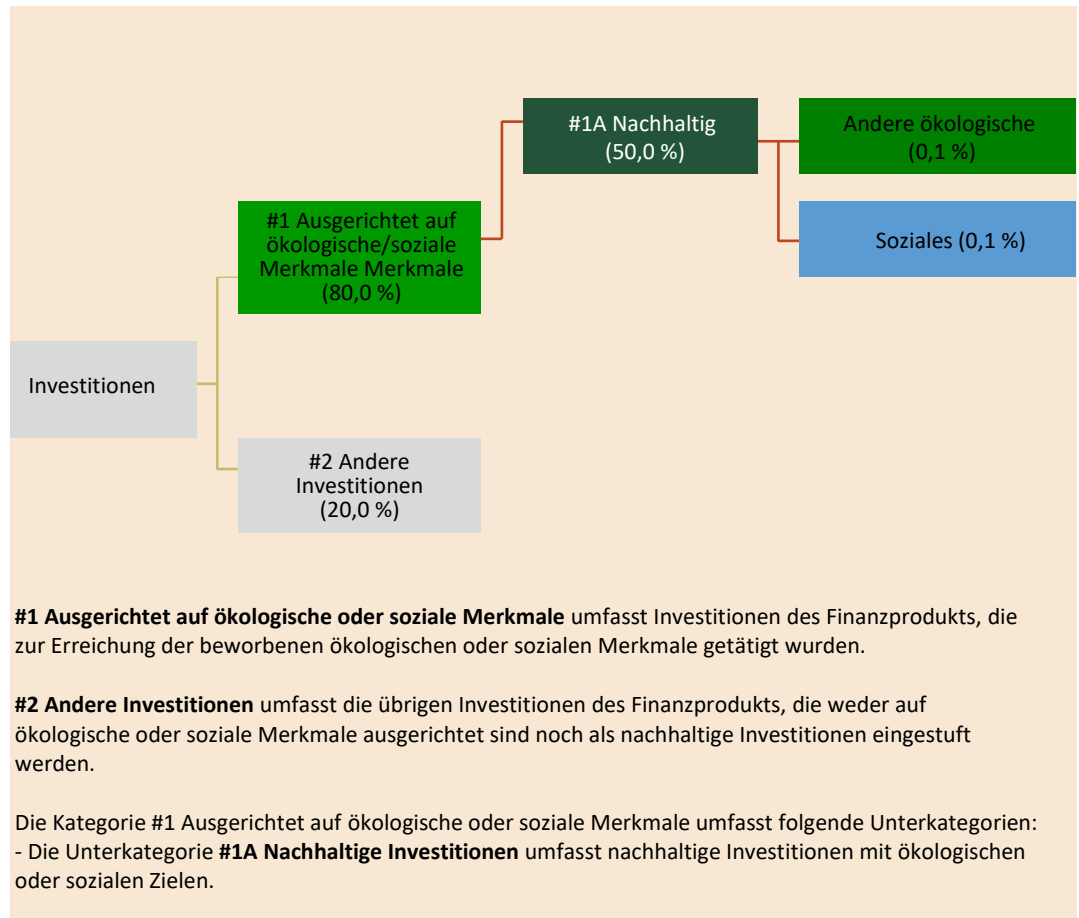 #1A Nachhaltig
(50,0 %)
Andere ökologische
(0,1 %)
#1 Ausgerichtet auf
ökologische/soziale
Merkmale Merkmale
(80,0 %)
Soziales (0,1 %)
Investitionen
#2 Andere
Investitionen
(20,0 %)
#1 Ausgerichtet auf ökologische oder soziale Merkmale umfasst Investitionen des Finanzprodukts, die
zur Erreichung der beworbenen ökologischen oder sozialen Merkmale getätigt wurden.
#2 Andere Investitionen umfasst die übrigen Investitionen des Finanzprodukts, die weder auf
ökologische oder soziale Merkmale ausgerichtet sind noch als nachhaltige Investitionen eingestuft
werden.
Die Kategorie #1 Ausgerichtet auf ökologische oder soziale Merkmale umfasst folgende Unterkategorien:
- Die Unterkategorie #1A Nachhaltige Investitionen umfasst nachhaltige Investitionen mit ökologischen
oder sozialen Zielen.